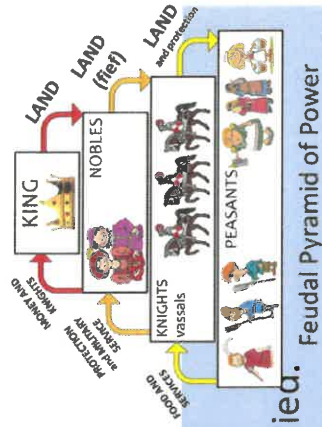 KING
LAND
MONEY AND
KNIGHTS
NOBLES
LAND
(fief)
PROTECTION
and MILITARY
SERVICE
KNIGHTS
vassals
LAND
and protection
FOOD AND
SERVICES
PEASANTS
ied.
Feudal Pyramid of Power